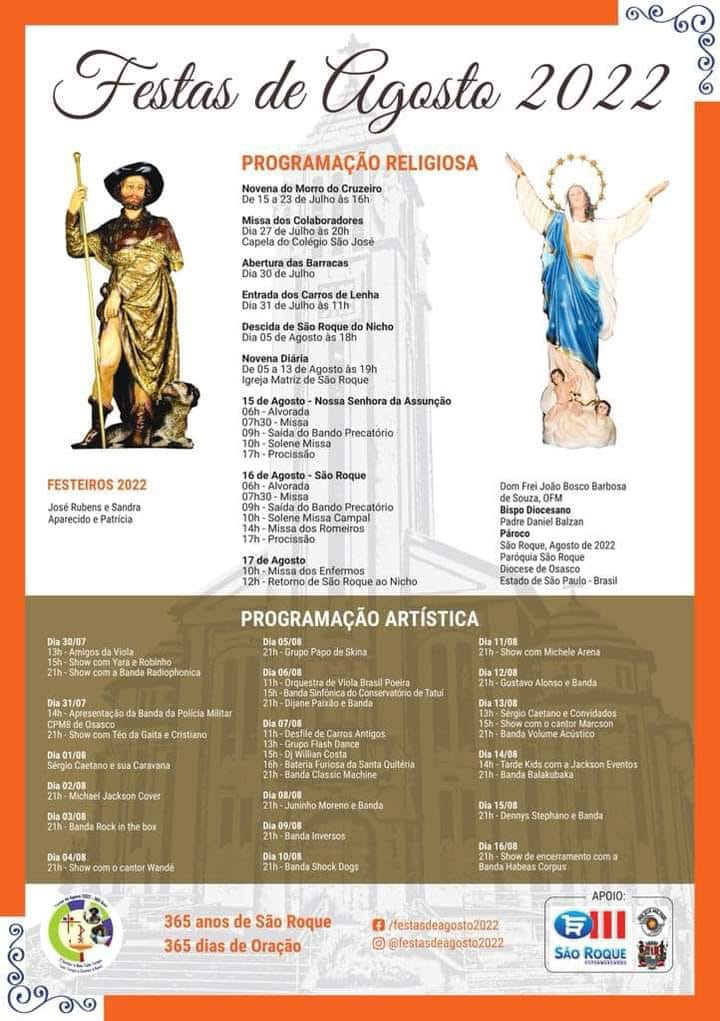 Festas de Agosto 2022
PROGRAMAÇÃO RELIGIOSA
Novena do Morro do Cruzeiro
De 15 a 23 de Julho às 16h
Missa dos Colaboradores
Dia 27 de Julho às 20h
Capela do Colégio São José
Abertura das Barracas
Dia 30 de Julho
Entrada dos Carros de Lenha
Dia 31 de Julho às 11h
Descida de São Roque do Nicho
Dia 05 de Agosto às 18h
Novena Diária
De 05 a 13 de Agosto às 19h
Igreja Matriz de São Roque
15 de Agosto - Nossa Senhora da Assunção
06h - Alvorada
07h30 - Missa
09h - Saída do Bando Precatório
10h - Solene Missa
17h - Procissão
16 de Agosto - São Roque
06h - Alvorada
07h30 - Missa
09h - Saída do Bando Precatório
10h - Solene Missa Campal
14h - Missa dos Romeiros
17h - Procissão
17 de Agosto
10h - Missa dos Enfermos
12h - Retorno de São Roque ao Nicho
FESTEIROS 2022
José Rubens e Sandra
Aparecido e Patrícia
Dom Frei João Bosco Barbosa
de Souza, OFM
Bispo Diocesano
Padre Daniel Balzan
Pároco
São Roque, Agosto de 2022
Paróquia São Roque
Diocese de Osasco
Estado de São Paulo - Brasil
PROGRAMAÇÃO ARTÍSTICA
Dia 30/07
13h - Amigos da Viola
15h - Show com Yara e Robinho
21h - Show com a Banda Radiophonica
Dia 31/07
14h - Apresentação da Banda da Polícia Militar
CPM8 de Osasco
21h - Show com Téo da Gaita e Cristiano
Dia 01/08
Sérgio Caetano e sua Caravana
Dia 02/08
21h - Michael Jackson Cover
Dia 03/08
21h - Banda Rock in the box
Dia 04/08
21h - Show com o cantor Wandé
Dia 05/08
21h - Grupo Papo de Skina
Dia 06/08
11h - Orquestra de Viola Brasil Poeira
15h - Banda Sinfônica do Conservatório de Tatuí
21h - Dijane Paixão e Banda
Dia 07/08
11h - Desfile de Carros Antigos
13h - Grupo Flash Dance
15h - Dj Willian Costa
16h - Bateria Furiosa da Santa Quitéria
21h - Banda Classic Machine
Dia 08/08
21h - Juninho Moreno e Banda
Dia 09/08
21h - Banda Inversos
Dia 10/08
21h - Banda Shock Dogs
Dia 11/08
21h - Show com Michele Arena
Dia 12/08
21h - Gustavo Alonso e Banda
Dia 13/08
13h - Sérgio Caetano e Convidados
15h - Show com o cantor Marcson
21h - Banda Volume Acústico
Dia 14/08
14h - Tarde Kids com a Jackson Eventos
21h - Banda Balakubaka
Dia 15/08
21h - Dennys Stephano e Banda
Dia 16/08
21h - Show de encerramento com a
Banda Habeas Corpus
365 anos de São Roque
365 dias de Oração
/festasdeagosto2022
@festasdeagosto2022
APOIO:
SÃO ROQUE
SUPERMERCADOS